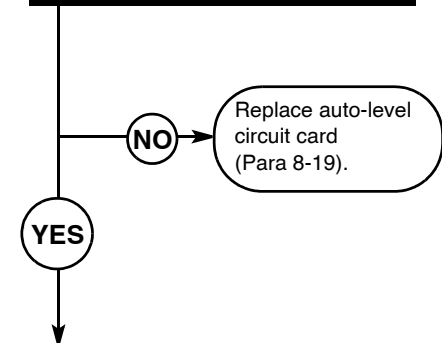 NO
Replace auto-level
circuit card
(Para 8-19).
YES